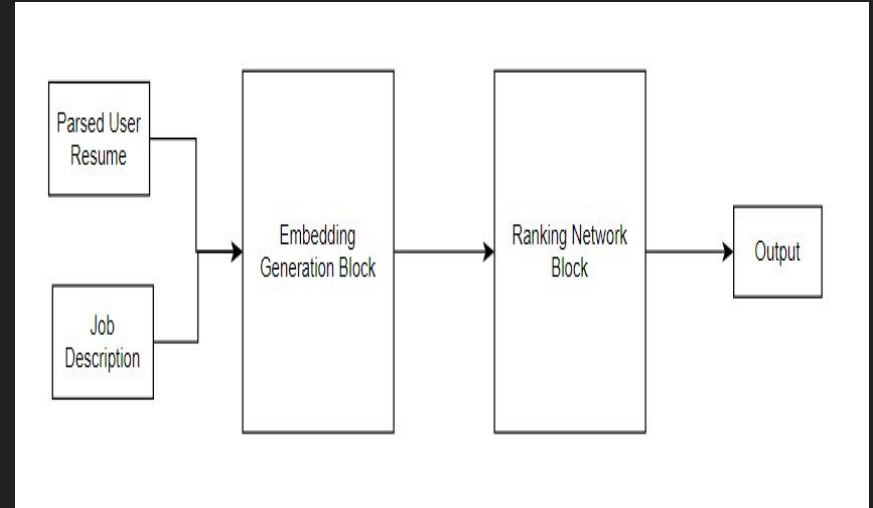 Parsed User
Resume
Job
Description
Embedding
Generation Block
Ranking Network
Block
Output